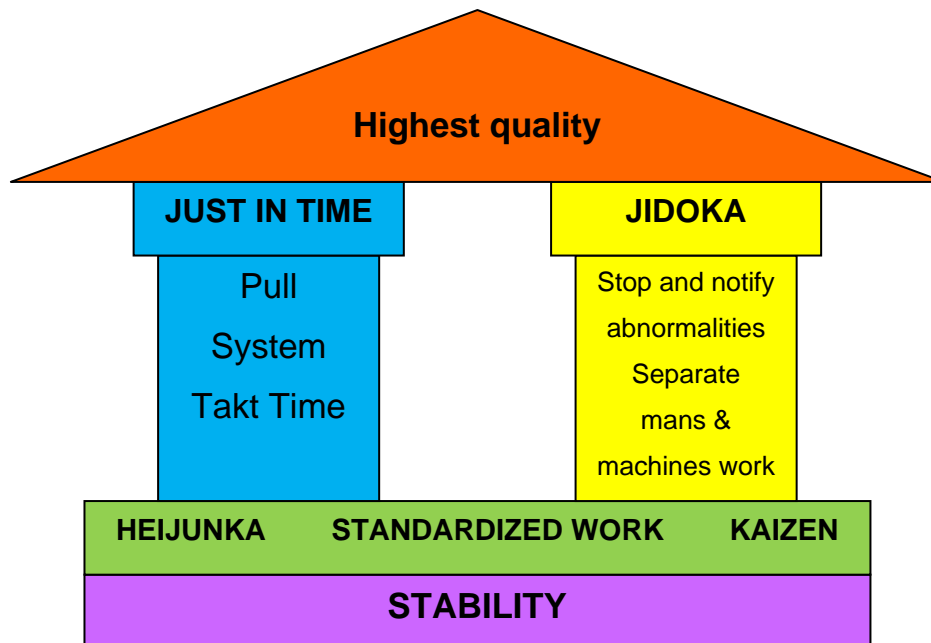 Highest quality
JUST IN TIME
Pull
System
Takt Time
JIDOKA
Stop and notify
abnormalities
Separate
mans &
machines work
HEIJUNKA STANDARDIZED WORK KAIZEN
STABILITY